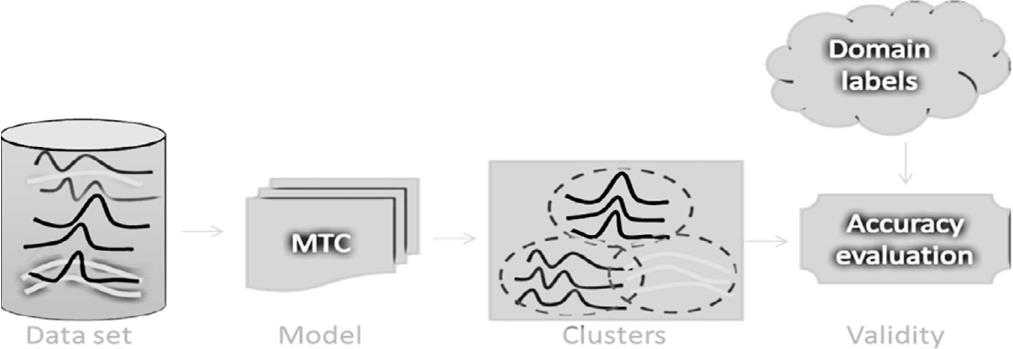 Domain
labels
MTC
Accuracy
evaluation
Data set
Model
Clusters
Validity